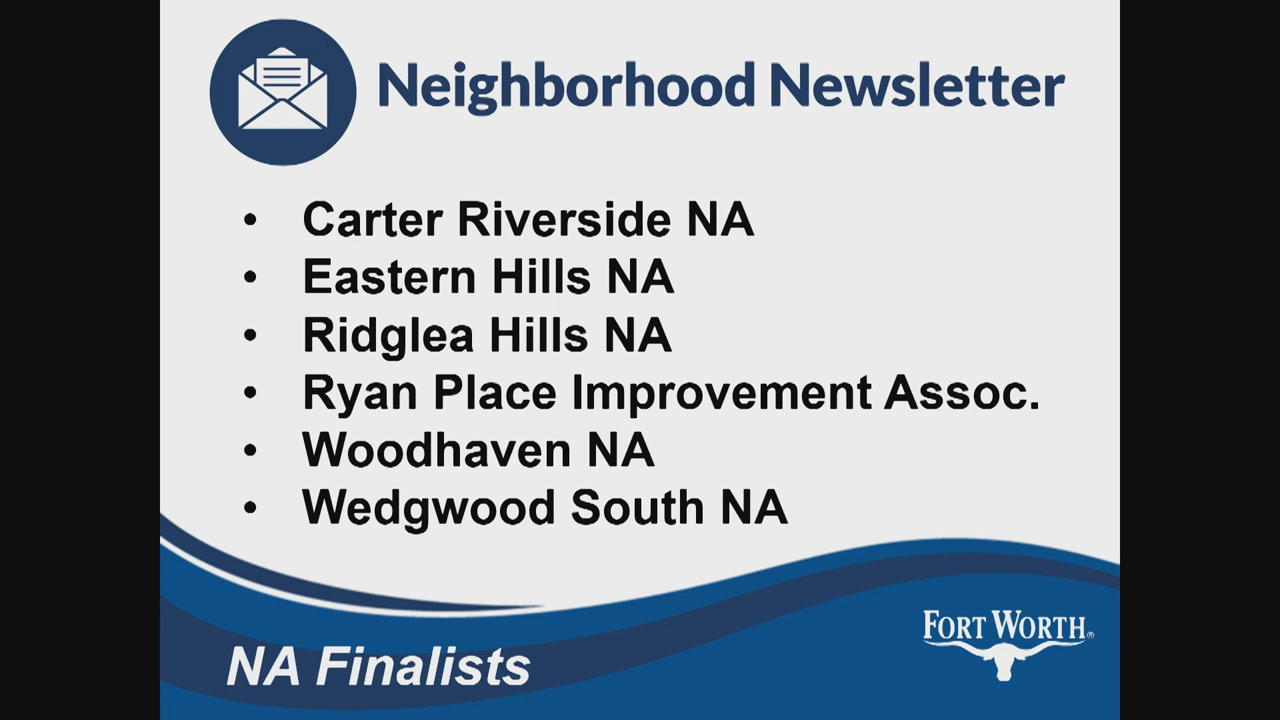 Neighborhood Newsletter
• Carter Riverside NA
• Eastern Hills NA
• Ridglea Hills NA
• Ryan Place Improvement Assoc.
• Woodhaven NA
• Wedgwood South NA
NA Finalists
FORT WORTH®